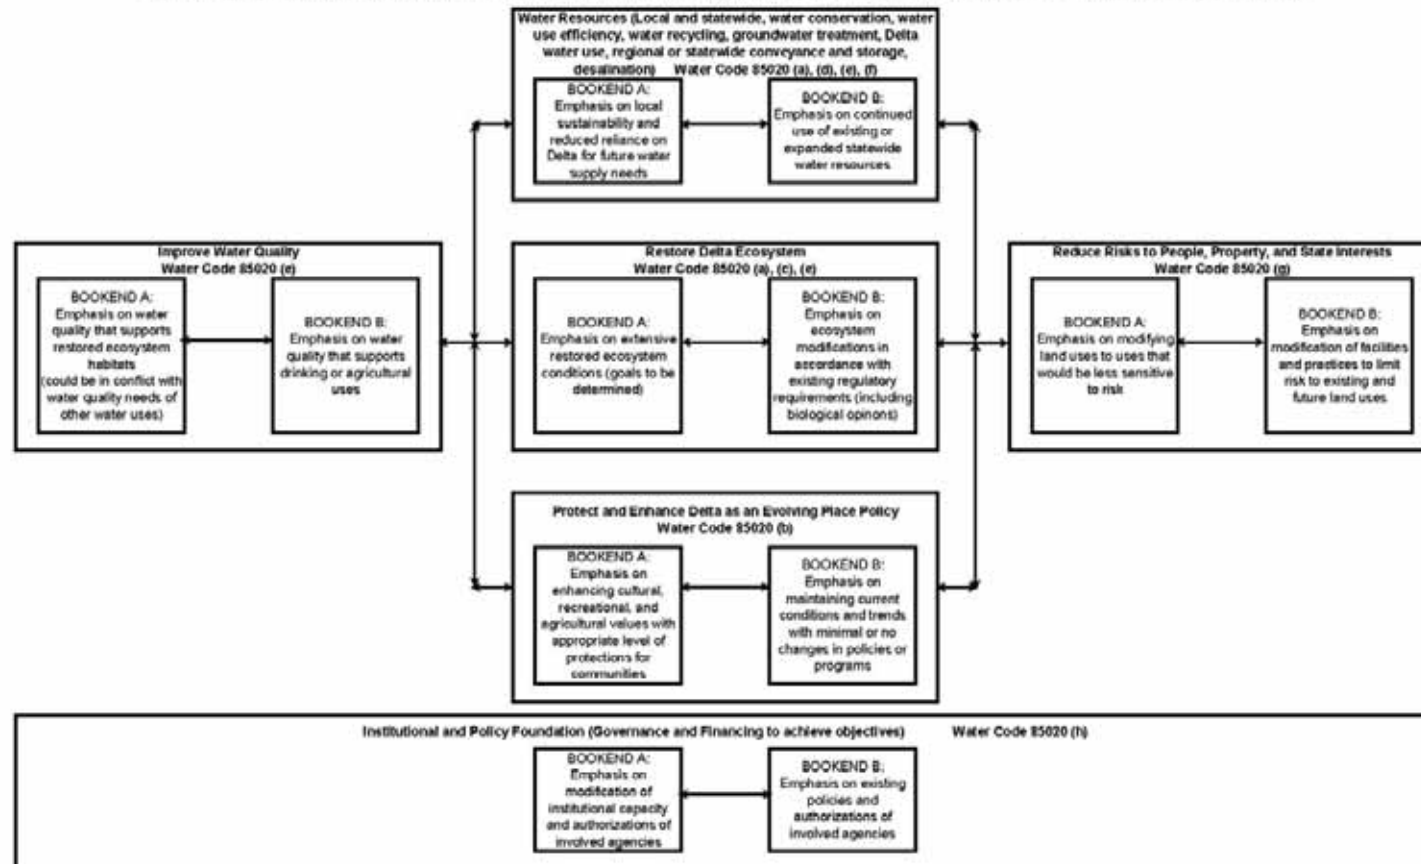 Water Resources (Local and statewide, water conservation, water
use efficiency, water recycling, groundwater treatment, Delta
water use, regional or statewide conveyance and storage,
desalination) Water Code 85020 (a), (d), (e), (f)
BOOKEND A:
Emphasis on local
sustainability and
reduced reliance on
Delta for future water
supply needs
BOOKEND B:
Emphasis on continued
use of existing or
expanded statewide
water resources
Improve Water Quality
Water Code 85020 (e)
BOOKEND A:
Emphasis on water
quality that supports
restored ecosystem
habitats
(could be in conflict with
water quality needs of
other water uses)
BOOKEND B:
Emphasis on water
quality that supports
drinking or agricultural
uses
Restore Delta Ecosystem
Water Code 85020 (a), (c), (e)
BOOKEND A:
Emphasis on extensive
restored ecosystem
conditions (goals to be
determined)
BOOKEND B:
Emphasis on
ecosystem
modifications in
accordance with
existing regulatory
requirements (including
biological opinons)
Reduce Risks to People, Property, and State Interests
Water Code 85020 (g)
BOOKEND A:
Emphasis on modifying
land uses to uses that
would be less sensitive
to risk
BOOKEND B:
Emphasis on
modification of facilities
and practices to limit
risk to existing and
future land uses
Protect and Enhance Delta as an Evolving Place Policy
Water Code 85020 (b)
BOOKEND A:
Emphasis on
enhancing cultural,
recreational, and
agricultural values with
appropriate level of
protections for
communities
BOOKEND B:
Emphasis on
maintaining current
conditions and trends
with minimal or no
changes in policies or
programs
Institutional and Policy Foundation (Governance and Financing to achieve objectives) Water Code 85020 (h)
BOOKEND A:
Emphasis on
modification of
institutional capacity
and authorizations of
involved agencies
BOOKEND B:
Emphasis on existing
policies and
authorizations of
involved agencies